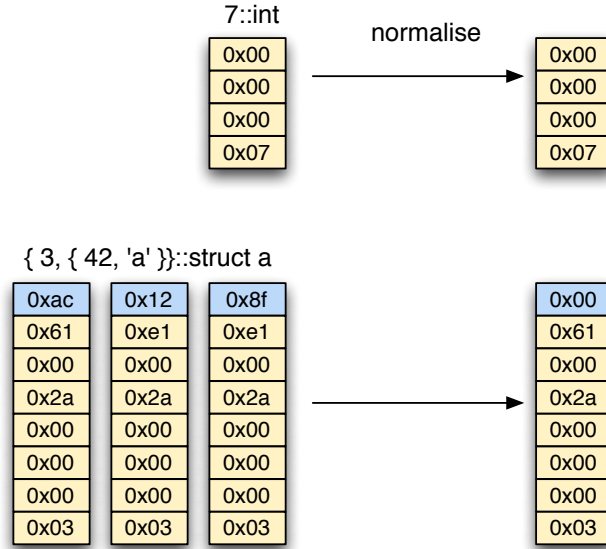 7::int
normalise
0x00 0x00
0x00 0x00
0x00 0x00
0x07 0x07
{ 3, { 42, 'a' }}::struct a
0xac 0x12 0x8f 0x00
0x61 0xe1 0xe1 0x61
0x00 0x00 0x00 0x00
0x2a 0x2a 0x2a 0x2a
0x00 0x00 0x00 0x00
0x00 0x00 0x00 0x00
0x00 0x00 0x00 0x00
0x03 0x03 0x03 0x03